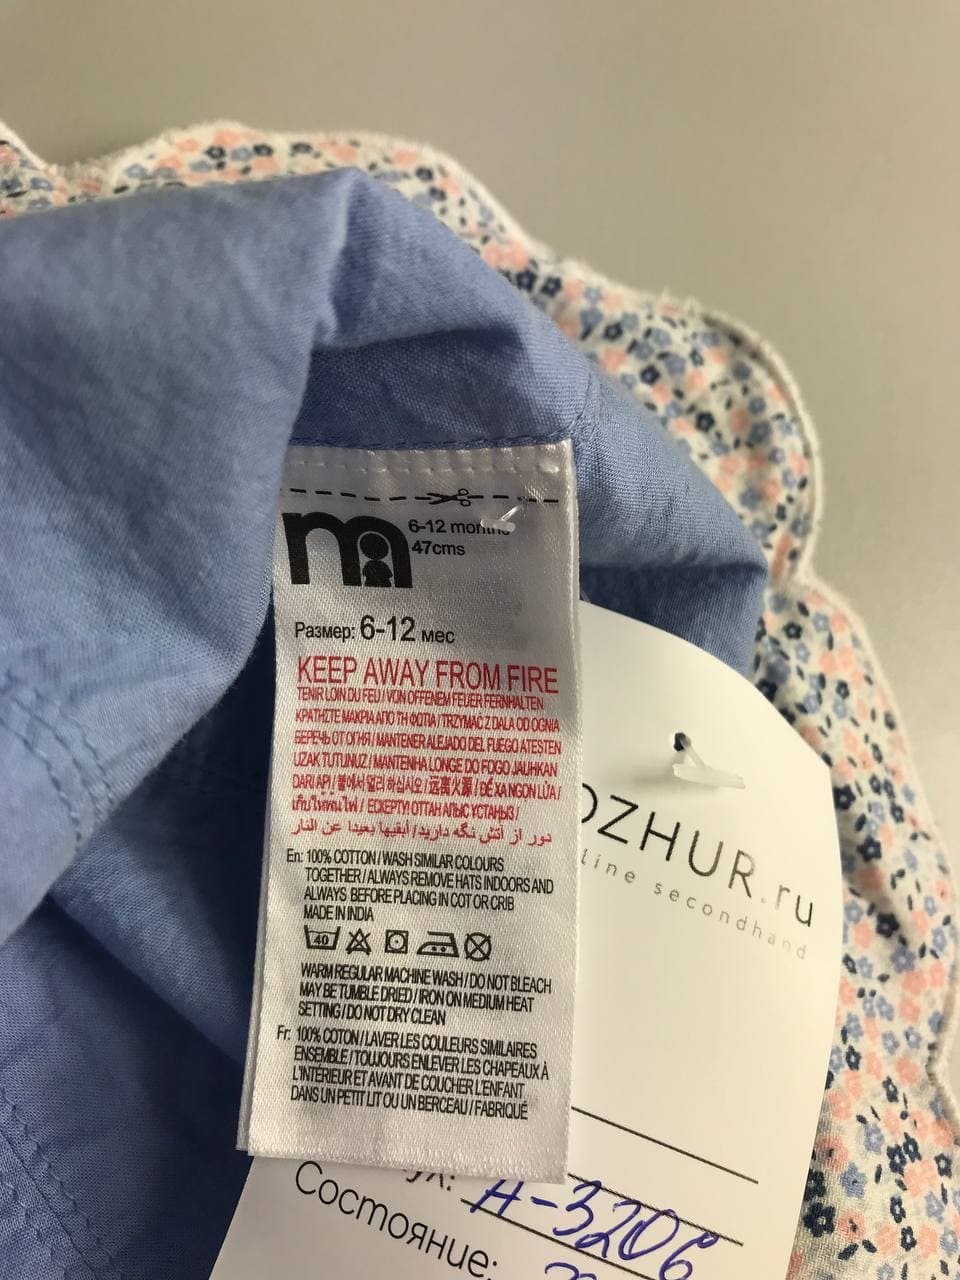 6-12 months
47cms
Размер: 6-12 мес
KEEP AWAY FROM FIRE
TENIR LOIN DU FEU / VON OFFENEM FEUER FERNHALTEN
ΚΡΑΤΗΣΤΕ ΜΑΚΡΙΑ ΑΠΟ ΤΗ ΦΩΤΙΑ / TRZYMAĆ Z DALA OD OGNIA
БЕРЕЧЬ ОТ ОГНЯ / MANTENER ALEJADO DEL FUEGO ATESTEN
UZAK TUTUNUZ / MANTENHA LONGE DO FOGO JAUHKAN
DARI API / 불에서 멀리 하십시오 / 远离火源 / ĐỂ XA NGỌN LỬA /
เก็บให้พ้นไฟ / ЕСКЕРТУ! ОТТАН АЛЫС ҰСТАҢЫЗ /
دور از آتش نگه دارید / أبقيها بعيدا عن النار
En: 100% COTTON / WASH SIMILAR COLOURS
TOGETHER / ALWAYS REMOVE HATS INDOORS AND
ALWAYS BEFORE PLACING IN COT OR CRIB
MADE IN INDIA
40
WARM REGULAR MACHINE WASH / DO NOT BLEACH
MAY BE TUMBLE DRIED / IRON ON MEDIUM HEAT
SETTING / DO NOT DRY CLEAN
Fr: 100% COTON / LAVER LES COULEURS SIMILAIRES
ENSEMBLE / TOUJOURS ENLEVER LES CHAPEAUX À
L'INTERIEUR ET AVANT DE COUCHER L'ENFANT
DANS UN PETIT LIT OU UN BERCEAU / FABRIQUÉ
OZHUR.ru
line secondhand
A-3206
Состояние: